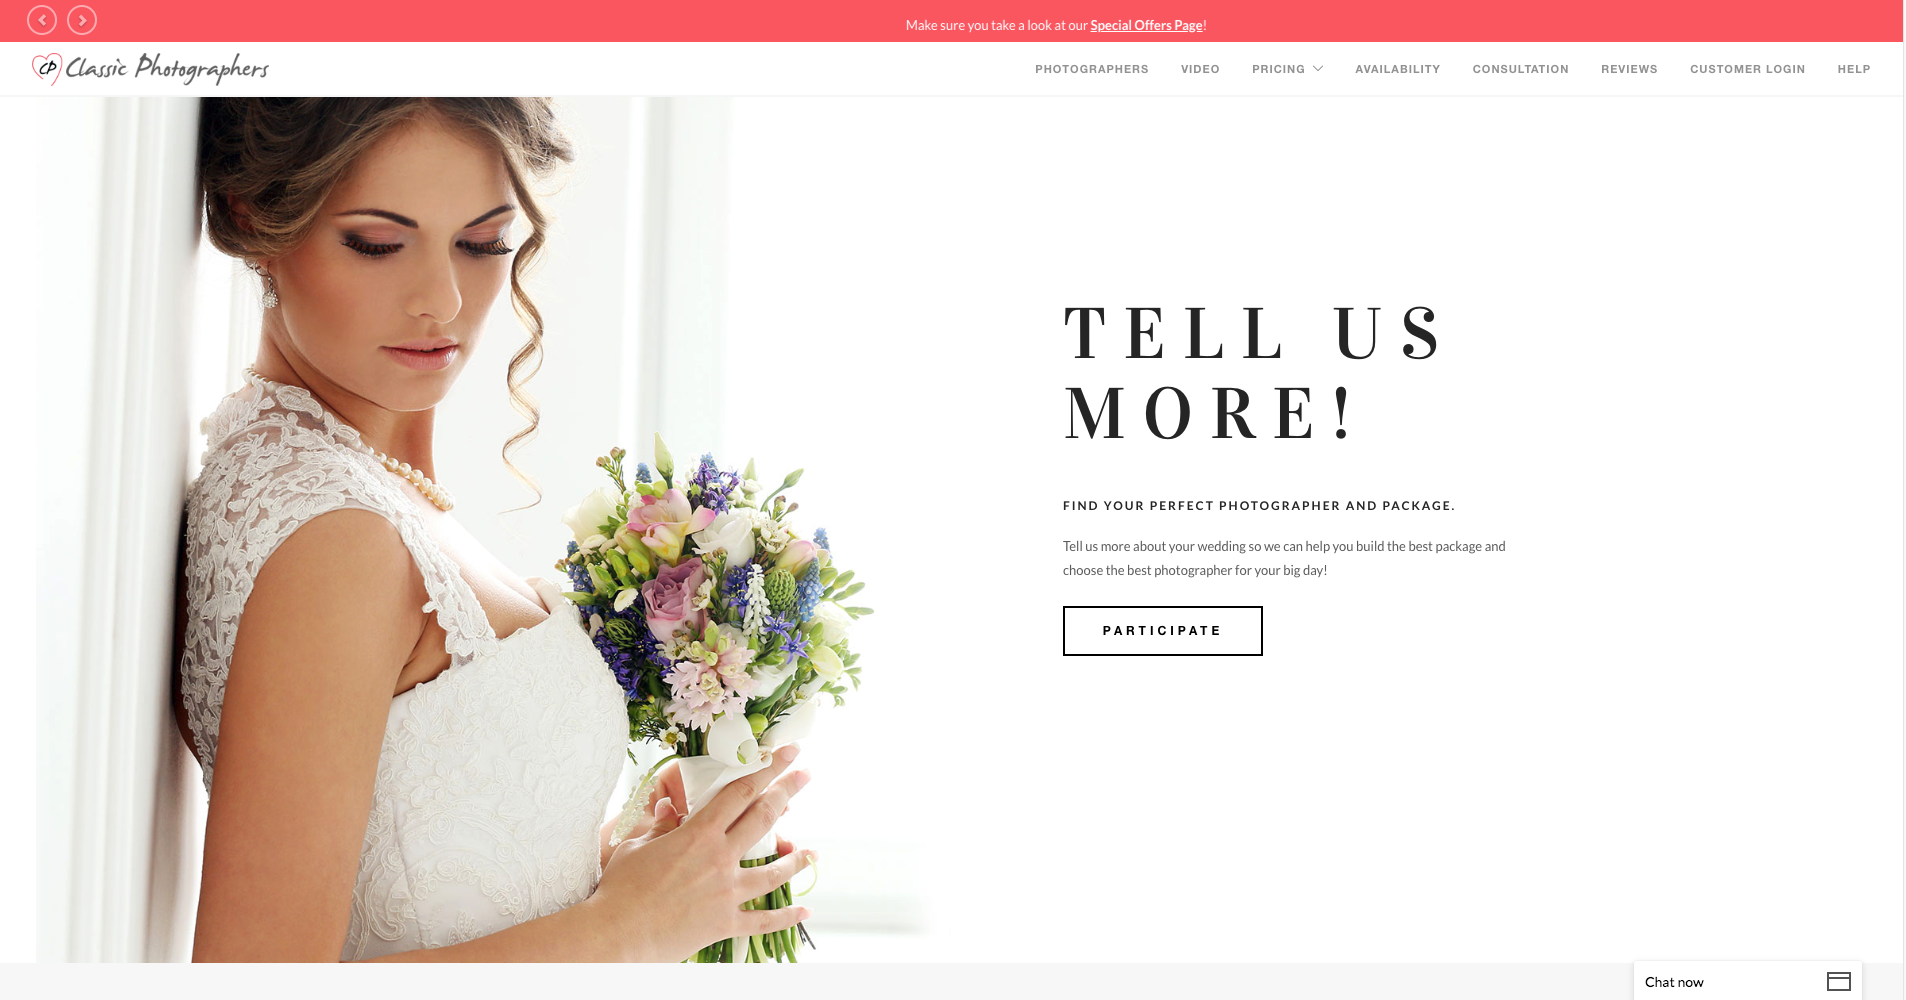 Make sure you take a look at our Special Offers Page!
CP Classic Photographers
PHOTOGRAPHERS VIDEO PRICING AVAILABILITY CONSULTATION REVIEWS CUSTOMER LOGIN HELP
TELL US
MORE!
FIND YOUR PERFECT PHOTOGRAPHER AND PACKAGE.
Tell us more about your wedding so we can help you build the best package and
choose the best photographer for your big day!
PARTICIPATE
Chat now